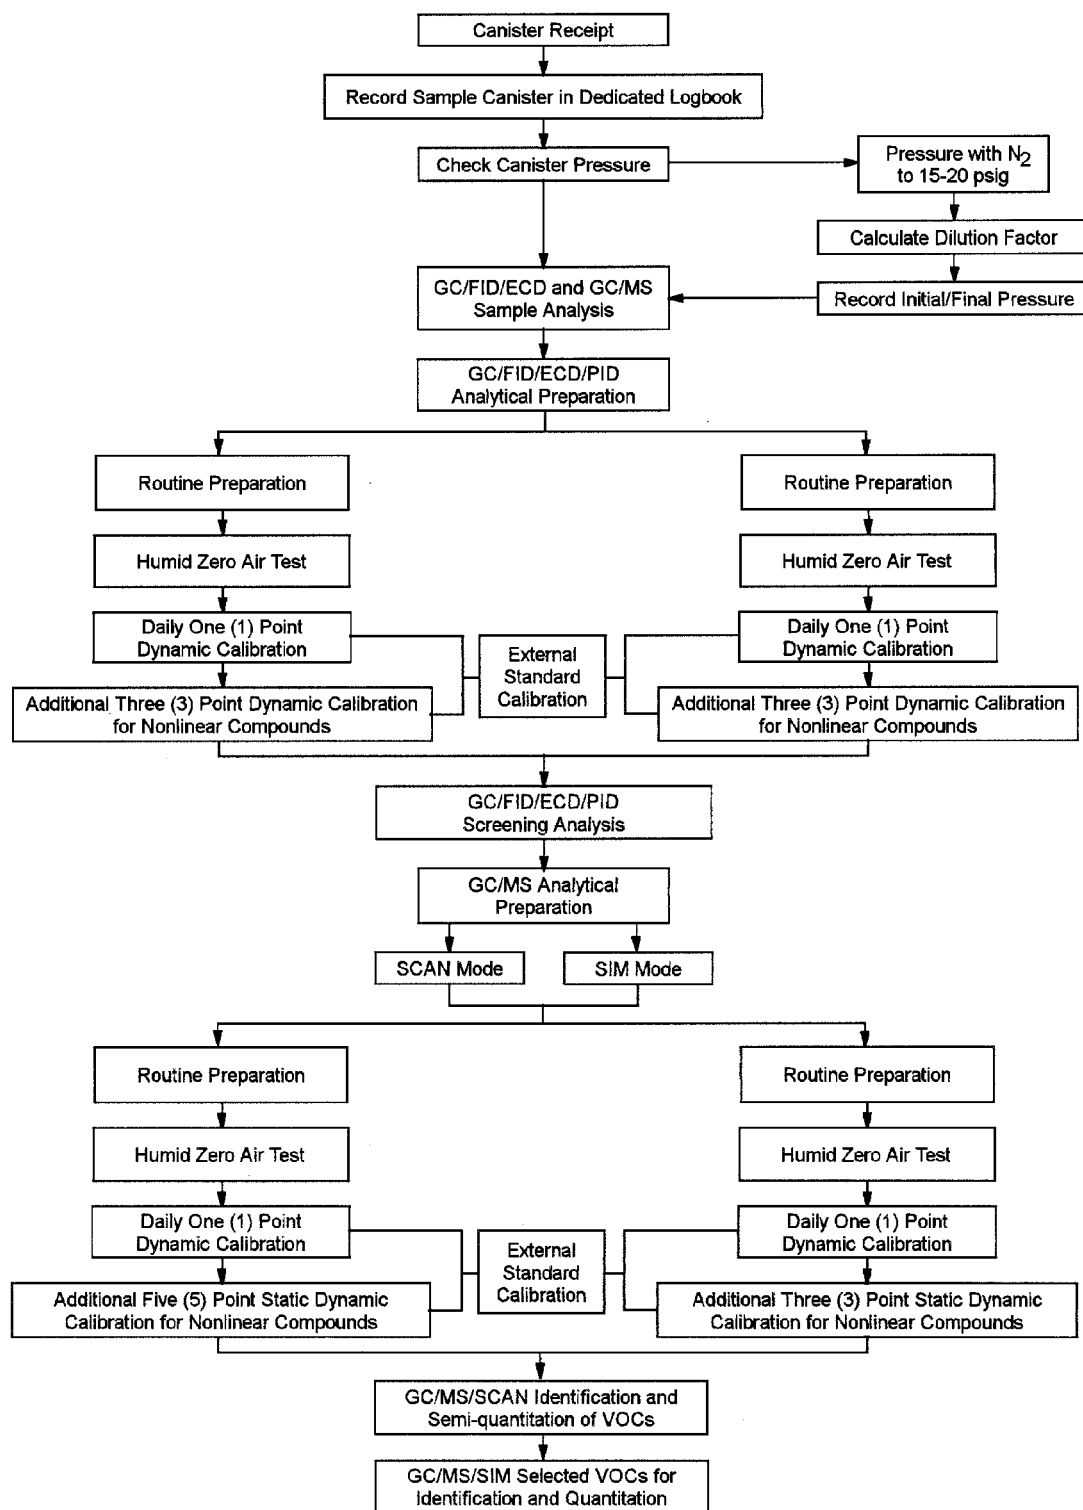 Canister Receipt
Record Sample Canister in Dedicated Logbook
Check Canister Pressure
Pressure with N2
to 15-20 psig
Calculate Dilution Factor
Record Initial/Final Pressure
GC/FID/ECD and GC/MS
Sample Analysis
GC/FID/ECD/PID
Analytical Preparation
Routine Preparation
Routine Preparation
Humid Zero Air Test
Humid Zero Air Test
Daily One (1) Point
Dynamic Calibration
External
Standard
Calibration
Daily One (1) Point
Dynamic Calibration
Additional Three (3) Point Dynamic Calibration
for Nonlinear Compounds
Additional Three (3) Point Dynamic Calibration
for Nonlinear Compounds
GC/FID/ECD/PID
Screening Analysis
GC/MS Analytical
Preparation
SCAN Mode
SIM Mode
Routine Preparation
Routine Preparation
Humid Zero Air Test
Humid Zero Air Test
Daily One (1) Point
Dynamic Calibration
External
Standard
Calibration
Daily One (1) Point
Dynamic Calibration
Additional Five (5) Point Static Dynamic
Calibration for Nonlinear Compounds
Additional Three (3) Point Static Dynamic
Calibration for Nonlinear Compounds
GC/MS/SCAN Identification and
Semi-quantitation of VOCs
GC/MS/SIM Selected VOCs for
Identification and Quantitation